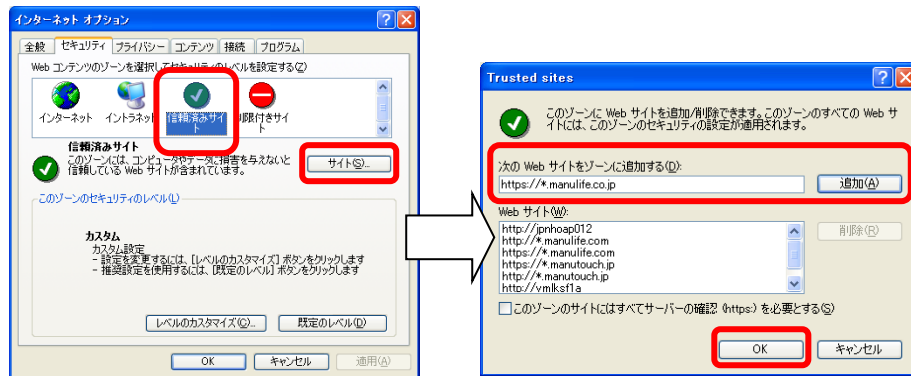 インターネット オプション
全般 セキュリティ プライバシー コンテンツ 接続 プログラム
Web コンテンツのゾーンを選択してセキュリティのレベルを設定する(Z)
インターネット イントラネット 信頼済みサイト 制限付きサイト
信頼済みサイト
このゾーンには、コンピュータやデータに損害を与えないと
信頼している Web サイトが含まれています。
サイト(S)...
このゾーンのセキュリティのレベル(L)
カスタム
カスタム設定
- 設定を変更するには、[レベルのカスタマイズ] ボタンをクリックします
- 推奨設定を使用するには、[既定のレベル] ボタンをクリックします
レベルのカスタマイズ(C)... 既定のレベル(D)
OK キャンセル 適用(A)
Trusted sites
このゾーンに Web サイトを追加/削除できます。このゾーンのすべての Web サ
イトには、このゾーンのセキュリティの設定が適用されます。
次の Web サイトをゾーンに追加する(D):
https://*.manulife.co.jp 追加(A)
Web サイト(W):
http://jpnhoap012
http://*.manulife.com
https://*.manulife.com
https://*.manutouch.jp
http://*.manutouch.jp
http://vmlksf1a
削除(R)
このゾーンのサイトにはすべてサーバーの確認 (https:) を必要とする(S)
OK キャンセル